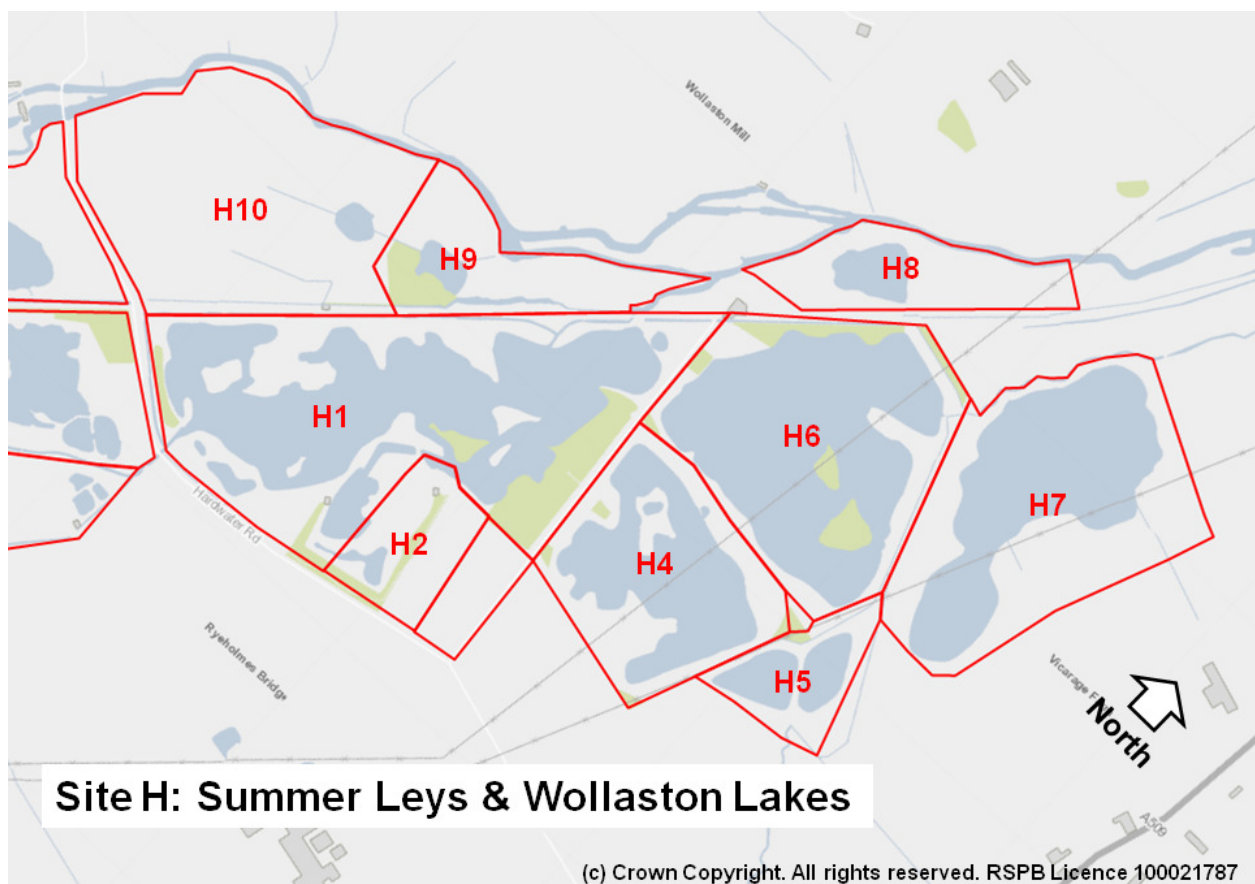 Wollaston Mill
H10
H9
H8
H1
H6
H7
Hardwater Rd
H2
H4
Ryeholmes Bridge
H5
Vicarage F
North
Site H: Summer Leys & Wollaston Lakes
A509
(c) Crown Copyright. All rights reserved. RSPB Licence 100021787